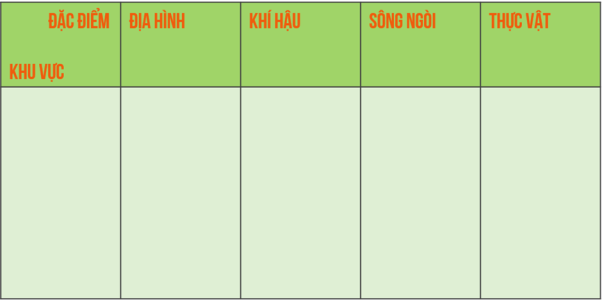 ĐẶC ĐIỂM
KHU VỰC
ĐỊA HÌNH
KHÍ HẬU
SÔNG NGÒI
THỰC VẬT